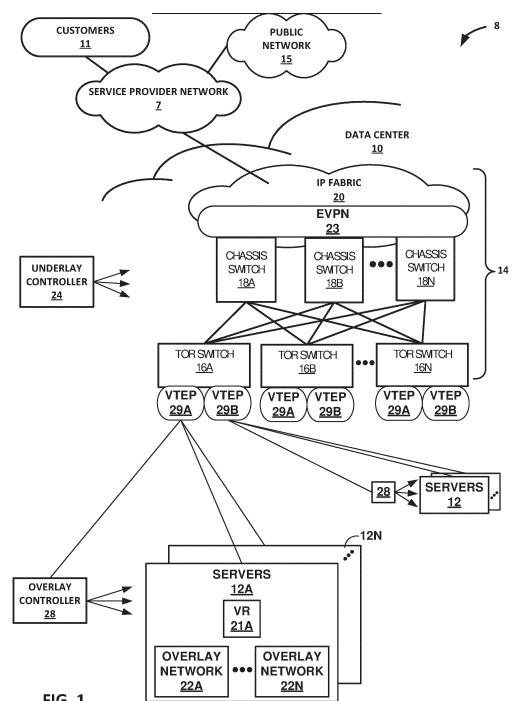 CUSTOMERS
11
PUBLIC
NETWORK
15
8
SERVICE PROVIDER NETWORK
7
DATA CENTER
10
IP FABRIC
20
EVPN
23
14
UNDERLAY
CONTROLLER
24
CHASSIS
SWITCH
18A
CHASSIS
SWITCH
18B
CHASSIS
SWITCH
18N
TOR SWITCH
16A
TOR SWITCH
16B
TOR SWITCH
16N
VTEP
29A
VTEP
29B
VTEP
29A
VTEP
29B
VTEP
29A
VTEP
29B
28
SERVERS
12
12N
OVERLAY
CONTROLLER
28
SERVERS
12A
VR
21A
OVERLAY
NETWORK
22A
OVERLAY
NETWORK
22N
FIG. 1